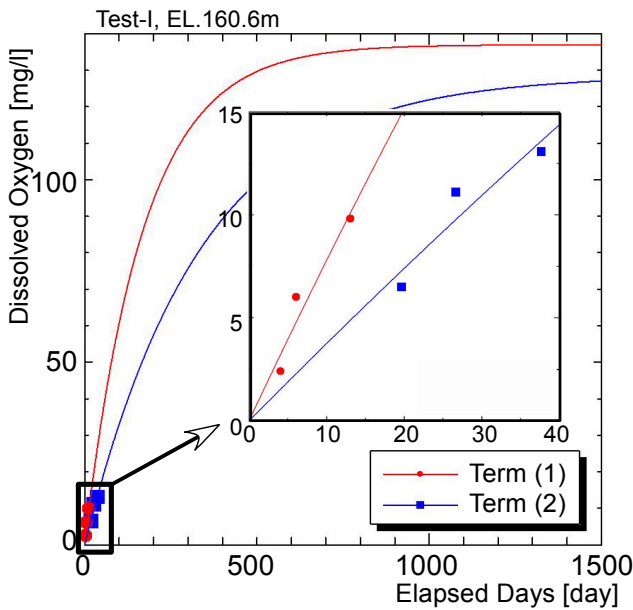 Test-I, EL.160.6m
Dissolved Oxygen [mg/l]
100
50
0
15
10
5
0
0 10 20 30 40
Term (1)
Term (2)
0 500 1000 1500
Elapsed Days [day]